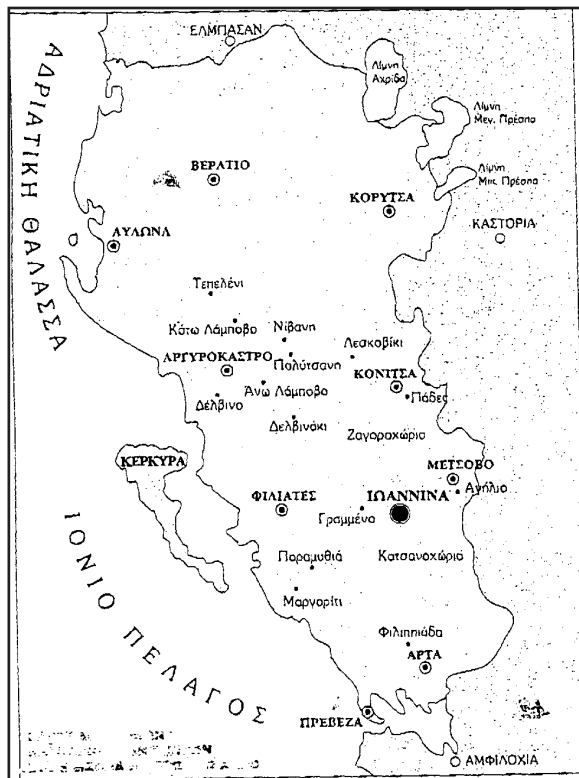 ΕΛΜΠΑΣΑΝ
Λίμνη
Αχρίδα
Λίμνη
Μεγ. Πρέσπα
Λίμνη
Μικ. Πρέσπα
ΑΔΡΙΑΤΙΚΗ ΘΑΛΑΣΣΑ
ΒΕΡΑΤΙΟ
ΚΟΡΥΤΣΑ
ΚΑΣΤΟΡΙΑ
ΑΥΛΩΝΑ
Τεπελένι
Κάτω Λάμποβο
Νίβανη
Λεσκοβίκι
Πολύτσανη
ΑΡΓΥΡΟΚΑΣΤΡΟ
ΚΟΝΙΤΣΑ
Άνω Λάμποβο
Πάδες
Δέλβινο
Δελβινάκι
Ζαγοροχώρια
ΚΕΡΚΥΡΑ
ΜΕΤΣΟΒΟ
Ανήλιο
ΦΙΛΙΑΤΕΣ
Γραμμένο
ΙΩΑΝΝΙΝΑ
Παραμυθιά
Κατσανοχώρια
Μαργαρίτι
ΙΟΝΙΟ ΠΕΛΑΓΟΣ
Φιλιππιάδα
ΑΡΤΑ
ΠΡΕΒΕΖΑ
ΑΜΦΙΛΟΧΙΑ